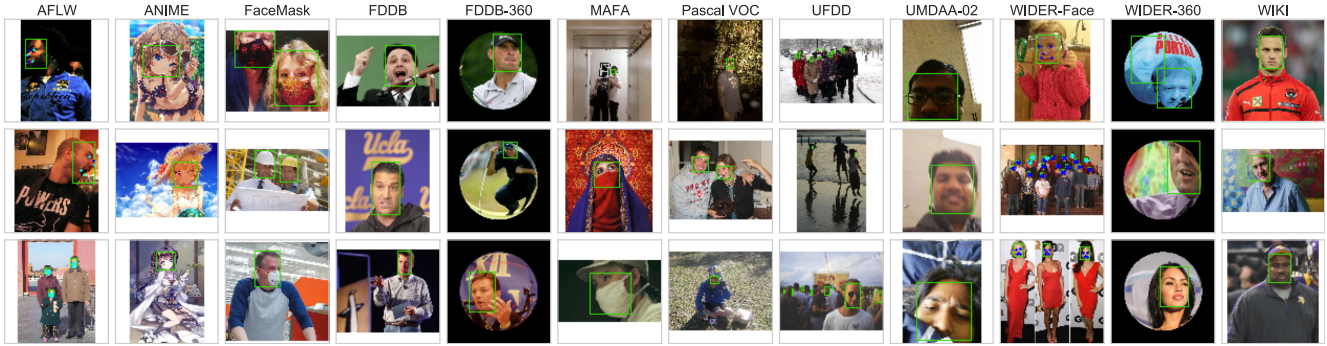 AFLW ANIME FaceMask FDDB FDDB-360 MAFA Pascal VOC UFDD UMDAA-02 WIDER-Face WIDER-360 WIKI
PORTAL
Ucla
POWERS